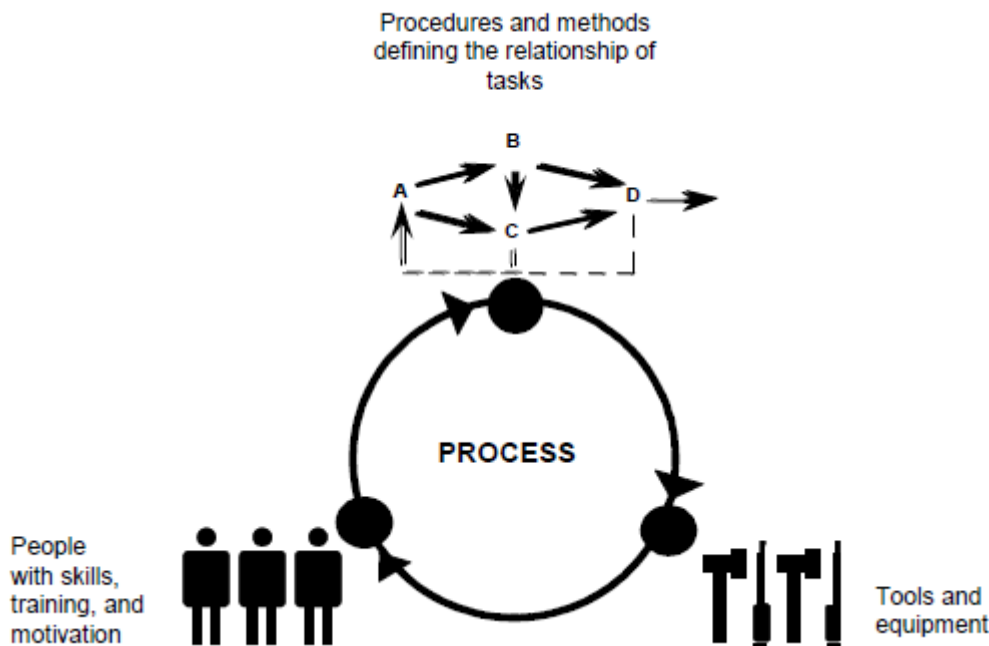 Procedures and methods
defining the relationship of
tasks
B
A
D
C
PROCESS
People
with skills,
training, and
motivation
Tools and
equipment